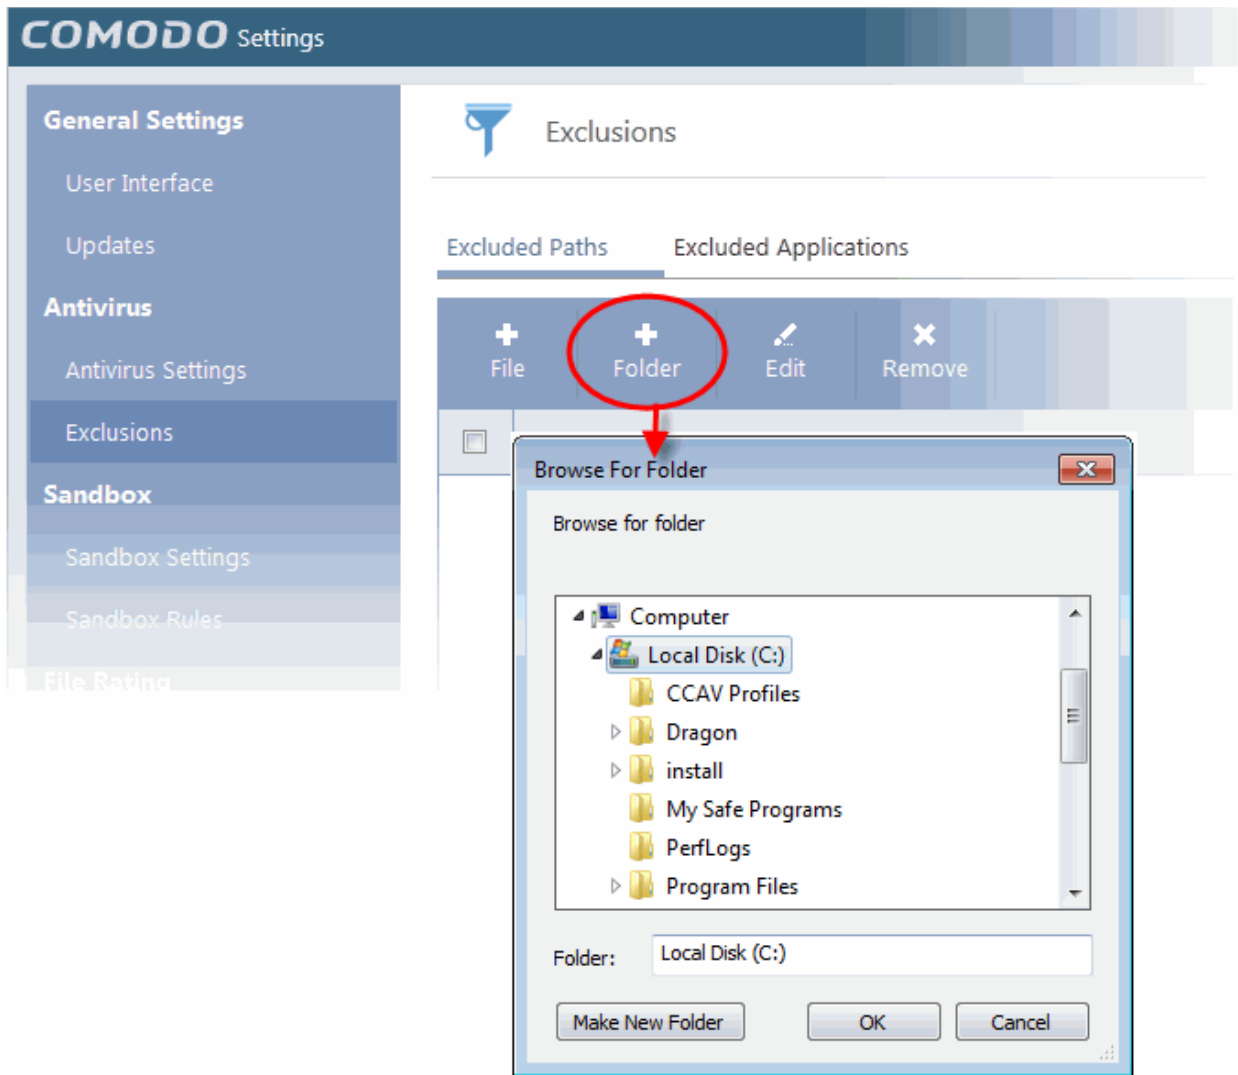 COMODO Settings
General Settings
User Interface
Updates
Antivirus
Antivirus Settings
Exclusions
Sandbox
Sandbox Settings
Sandbox Rules
File Rating
Exclusions
Excluded Paths
Excluded Applications
File
Folder
Edit
Remove
Browse For Folder
Browse for folder
Computer
Local Disk (C:)
CCAV Profiles
Dragon
install
My Safe Programs
PerfLogs
Program Files
Folder:
Local Disk (C:)
Make New Folder
OK
Cancel